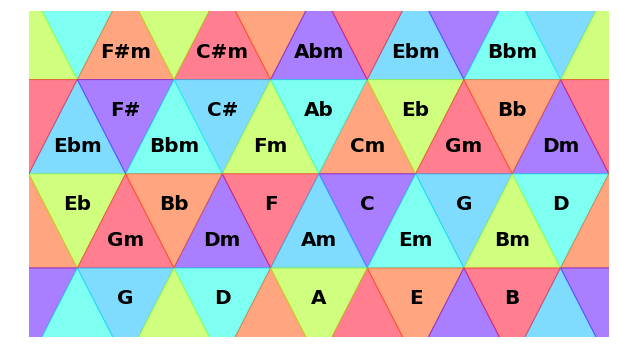 F#m C#m Abm Ebm Bbm
F# C# Ab Eb Bb
Ebm Bbm Fm Cm Gm Dm
Eb Bb F C G D
Gm Dm Am Em Bm
G D A E B